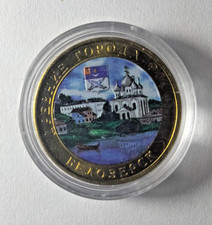 ДРЕВНИЕ ГОРОДА
БЕЛОЗЕРСК